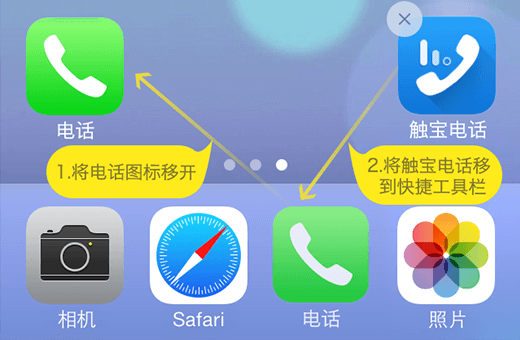 电话
触宝电话
1.将电话图标移开
2.将触宝电话移
到快捷工具栏
相机
Safari
电话
照片